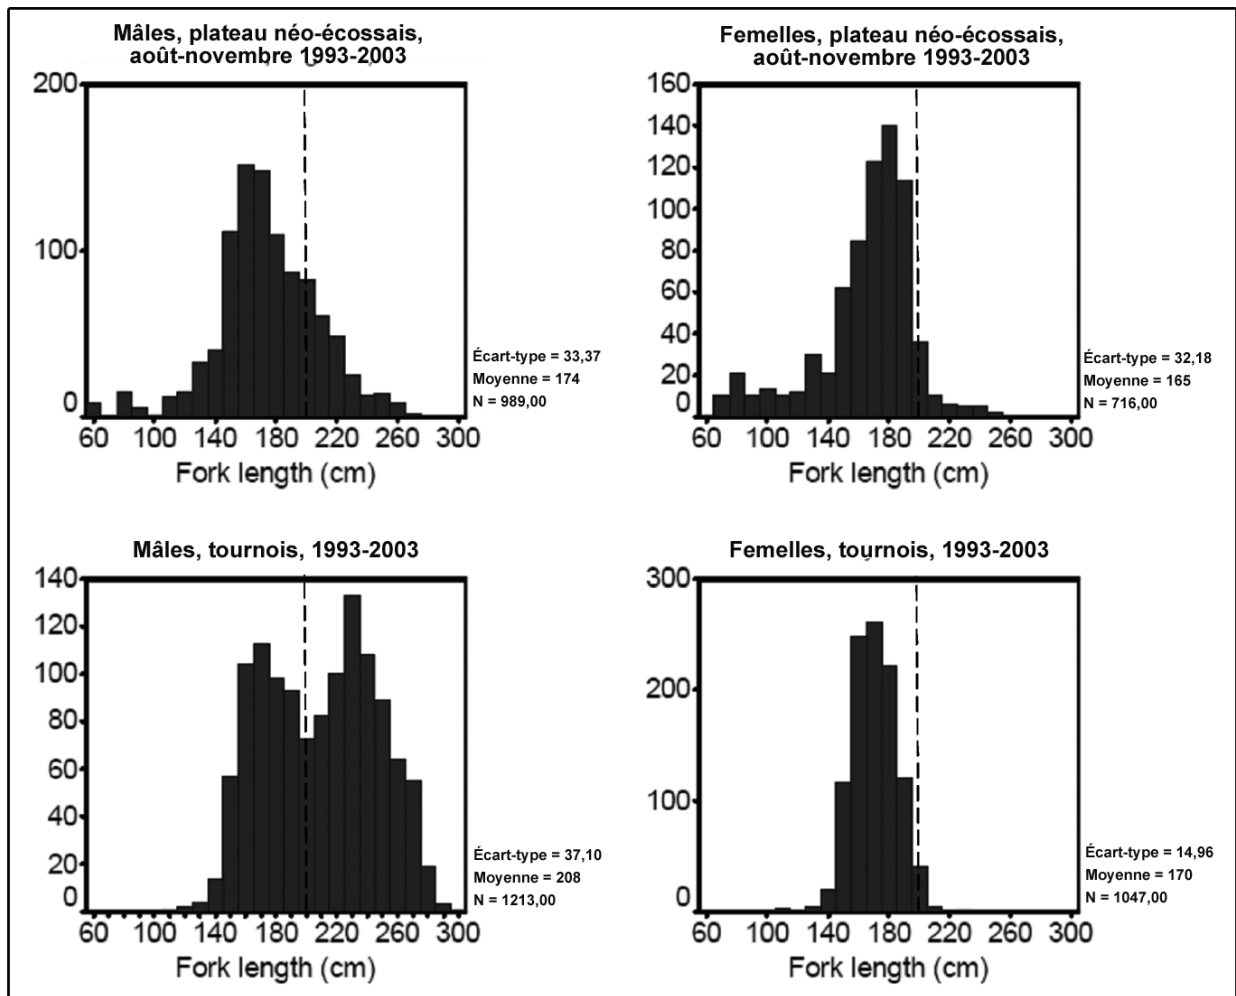 Mâles, plateau néo-écossais,
août-novembre 1993-2003
200
100
0
60 100 140 180 220 260 300
Fork length (cm)
Écart-type = 33,37
Moyenne = 174
N = 989,00
Femelles, plateau néo-écossais,
août-novembre 1993-2003
160
140
120
100
80
60
40
20
0
60 100 140 180 220 260 300
Fork length (cm)
Écart-type = 32,18
Moyenne = 165
N = 716,00
Mâles, tournois, 1993-2003
140
120
100
80
60
40
20
0
60 100 140 180 220 260 300
Fork length (cm)
Écart-type = 37,10
Moyenne = 208
N = 1213,00
Femelles, tournois, 1993-2003
300
200
100
0
60 100 140 180 220 260 300
Fork length (cm)
Écart-type = 14,96
Moyenne = 170
N = 1047,00